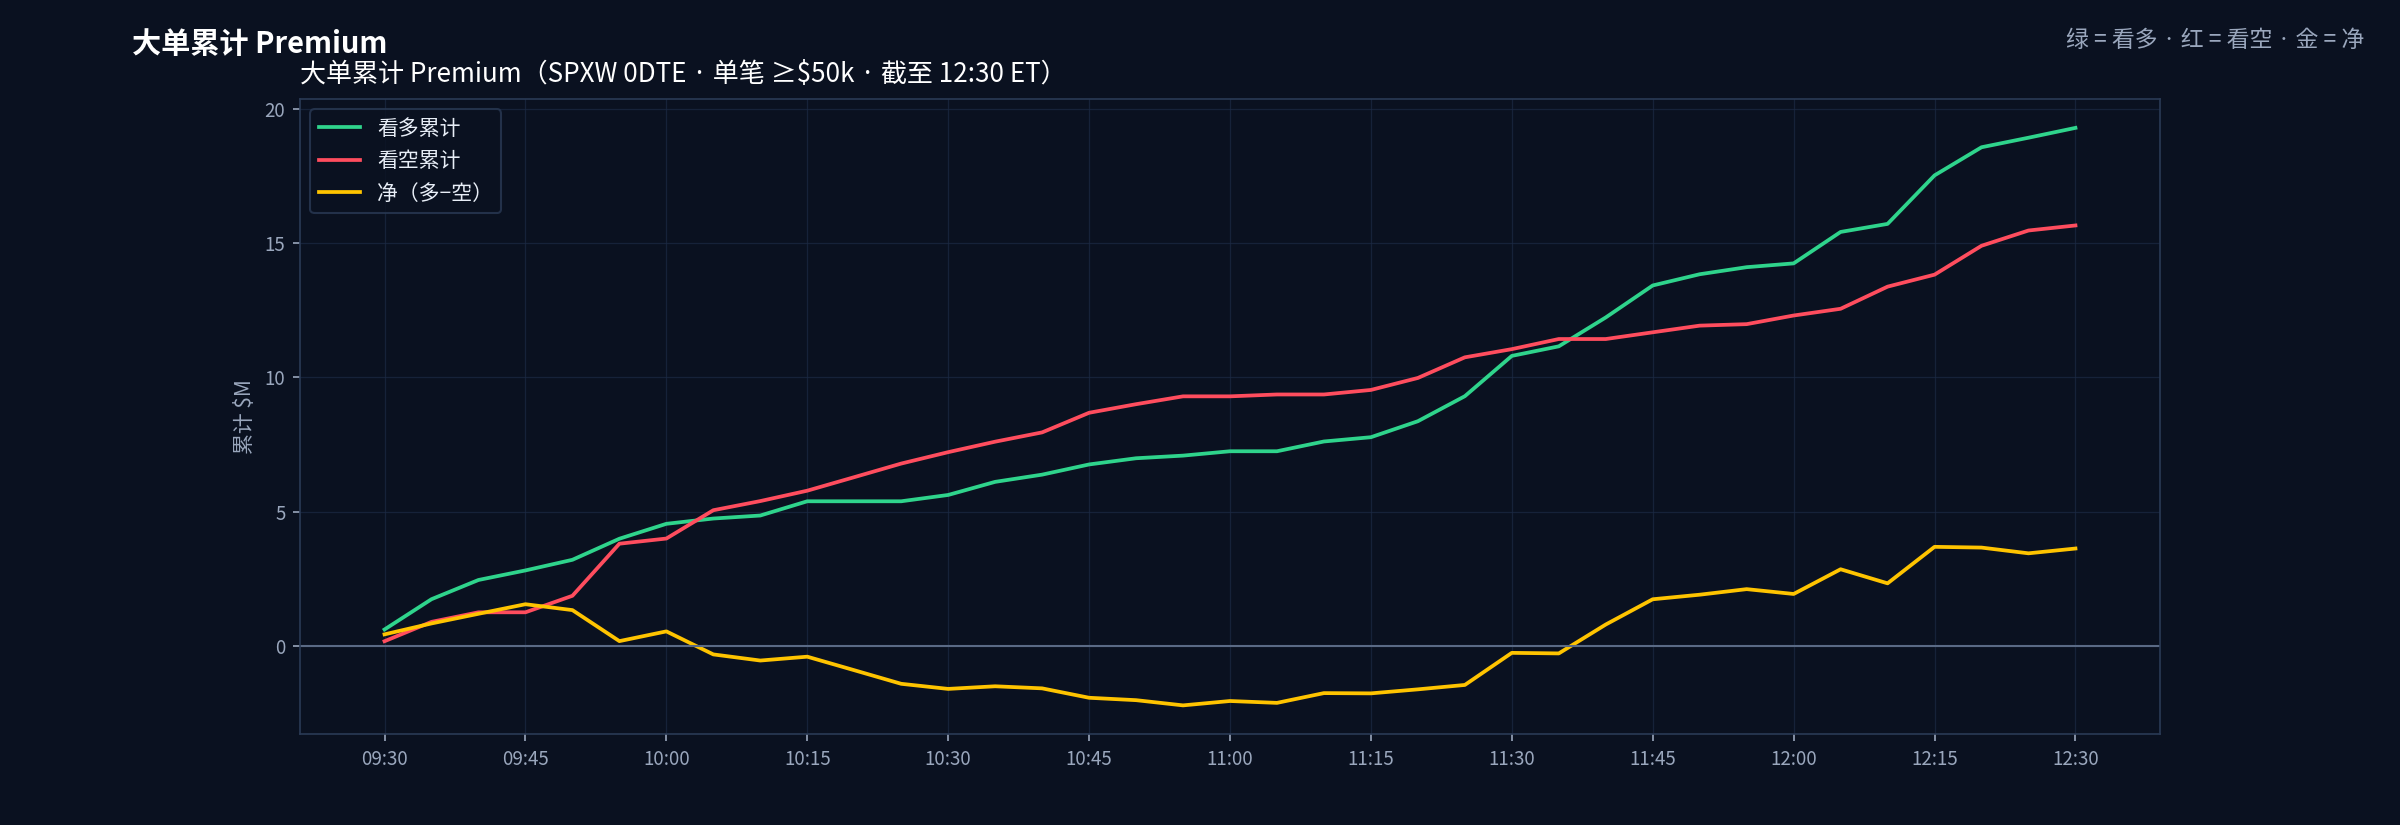 大单累计 Premium
绿 = 看多 · 红 = 看空 · 金 = 净
大单累计 Premium（SPXW 0DTE · 单笔 ≥$50k · 截至 12:30 ET）
看多累计
看空累计
净（多−空）
累计 $M
20
15
10
5
0
09:30 09:45 10:00 10:15 10:30 10:45 11:00 11:15 11:30 11:45 12:00 12:15 12:30